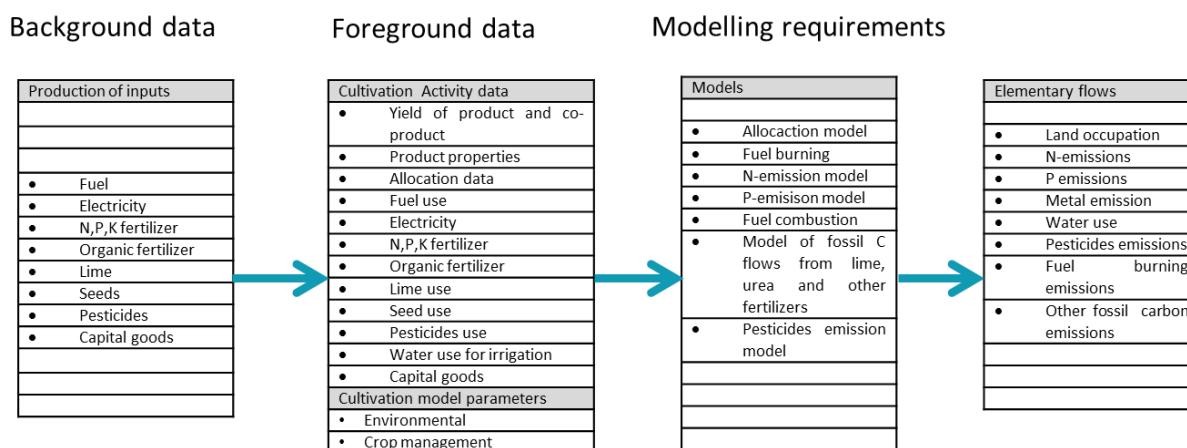 Background data
Foreground data
Modelling requirements
Production of inputs
• Fuel
• Electricity
• N,P,K fertilizer
• Organic fertilizer
• Lime
• Seeds
• Pesticides
• Capital goods
Cultivation Activity data
• Yield of product and co-
product
• Product properties
• Allocation data
• Fuel use
• Electricity
• N,P,K fertilizer
• Organic fertilizer
• Lime use
• Seed use
• Pesticides use
• Water use for irrigation
• Capital goods
Cultivation model parameters
• Environmental
• Crop management
Models
• Allocaction model
• Fuel burning
• N-emission model
• P-emisison model
• Fuel combustion
• Model of fossil C
flows from lime,
urea and other
fertilizers
• Pesticides emission
model
Elementary flows
• Land occupation
• N-emissions
• P emissions
• Metal emission
• Water use
• Pesticides emissions
• Fuel burning
emissions
• Other fossil carbon
emissions